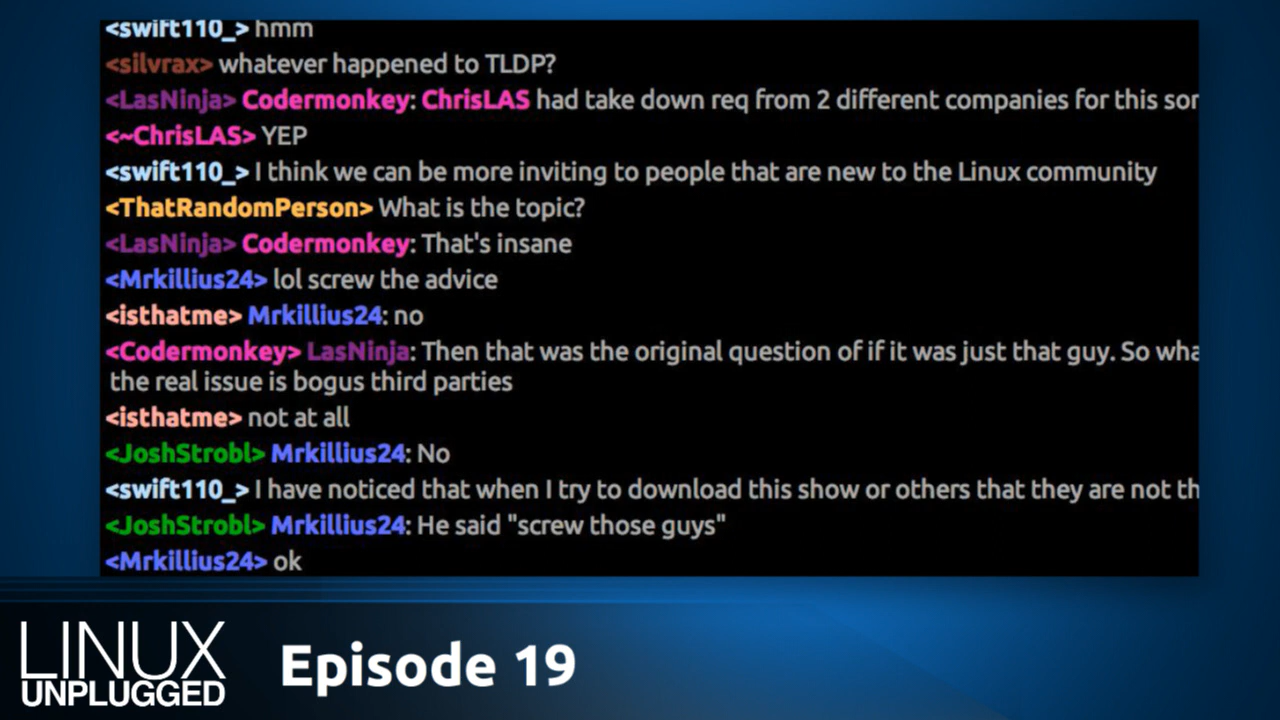 <swift110_> hmm
<silvrax> whatever happened to TLDP?
<LasNinja> Codermonkey: ChrisLAS had take down req from 2 different companies for this sor
<~ChrisLAS> YEP
<swift110_> I think we can be more inviting to people that are new to the Linux community
<ThatRandomPerson> What is the topic?
<LasNinja> Codermonkey: That's insane
<Mrkillius24> lol screw the advice
<isthatme> Mrkillius24: no
<Codermonkey> LasNinja: Then that was the original question of if it was just that guy. So wha
the real issue is bogus third parties
<isthatme> not at all
<JoshStrobl> Mrkillius24: No
<swift110_> I have noticed that when I try to download this show or others that they are not th
<JoshStrobl> Mrkillius24: He said "screw those guys"
<Mrkillius24> ok
LINUX
UNPLUGGED
Episode 19